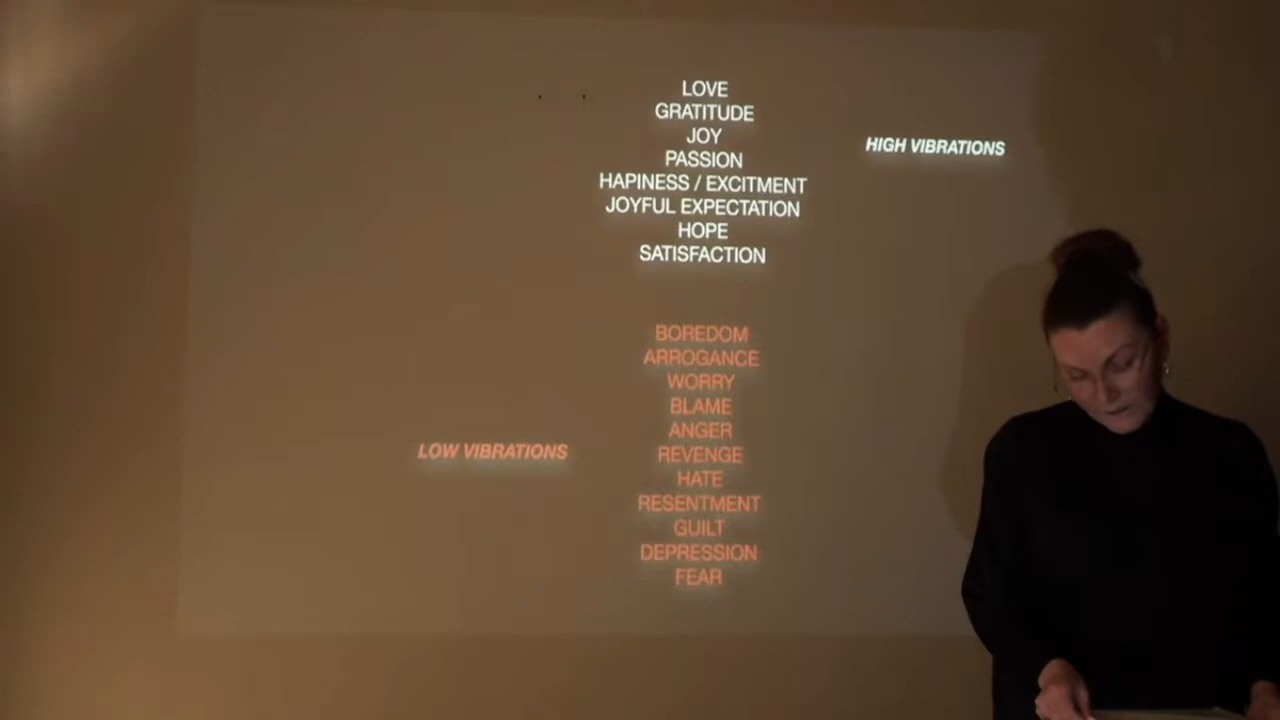 LOVE
GRATITUDE
JOY
HIGH VIBRATIONS
PASSION
HAPINESS / EXCITMENT
JOYFUL EXPECTATION
HOPE
SATISFACTION
BOREDOM
ARROGANCE
WORRY
BLAME
ANGER
LOW VIBRATIONS
REVENGE
HATE
RESENTMENT
GUILT
DEPRESSION
FEAR